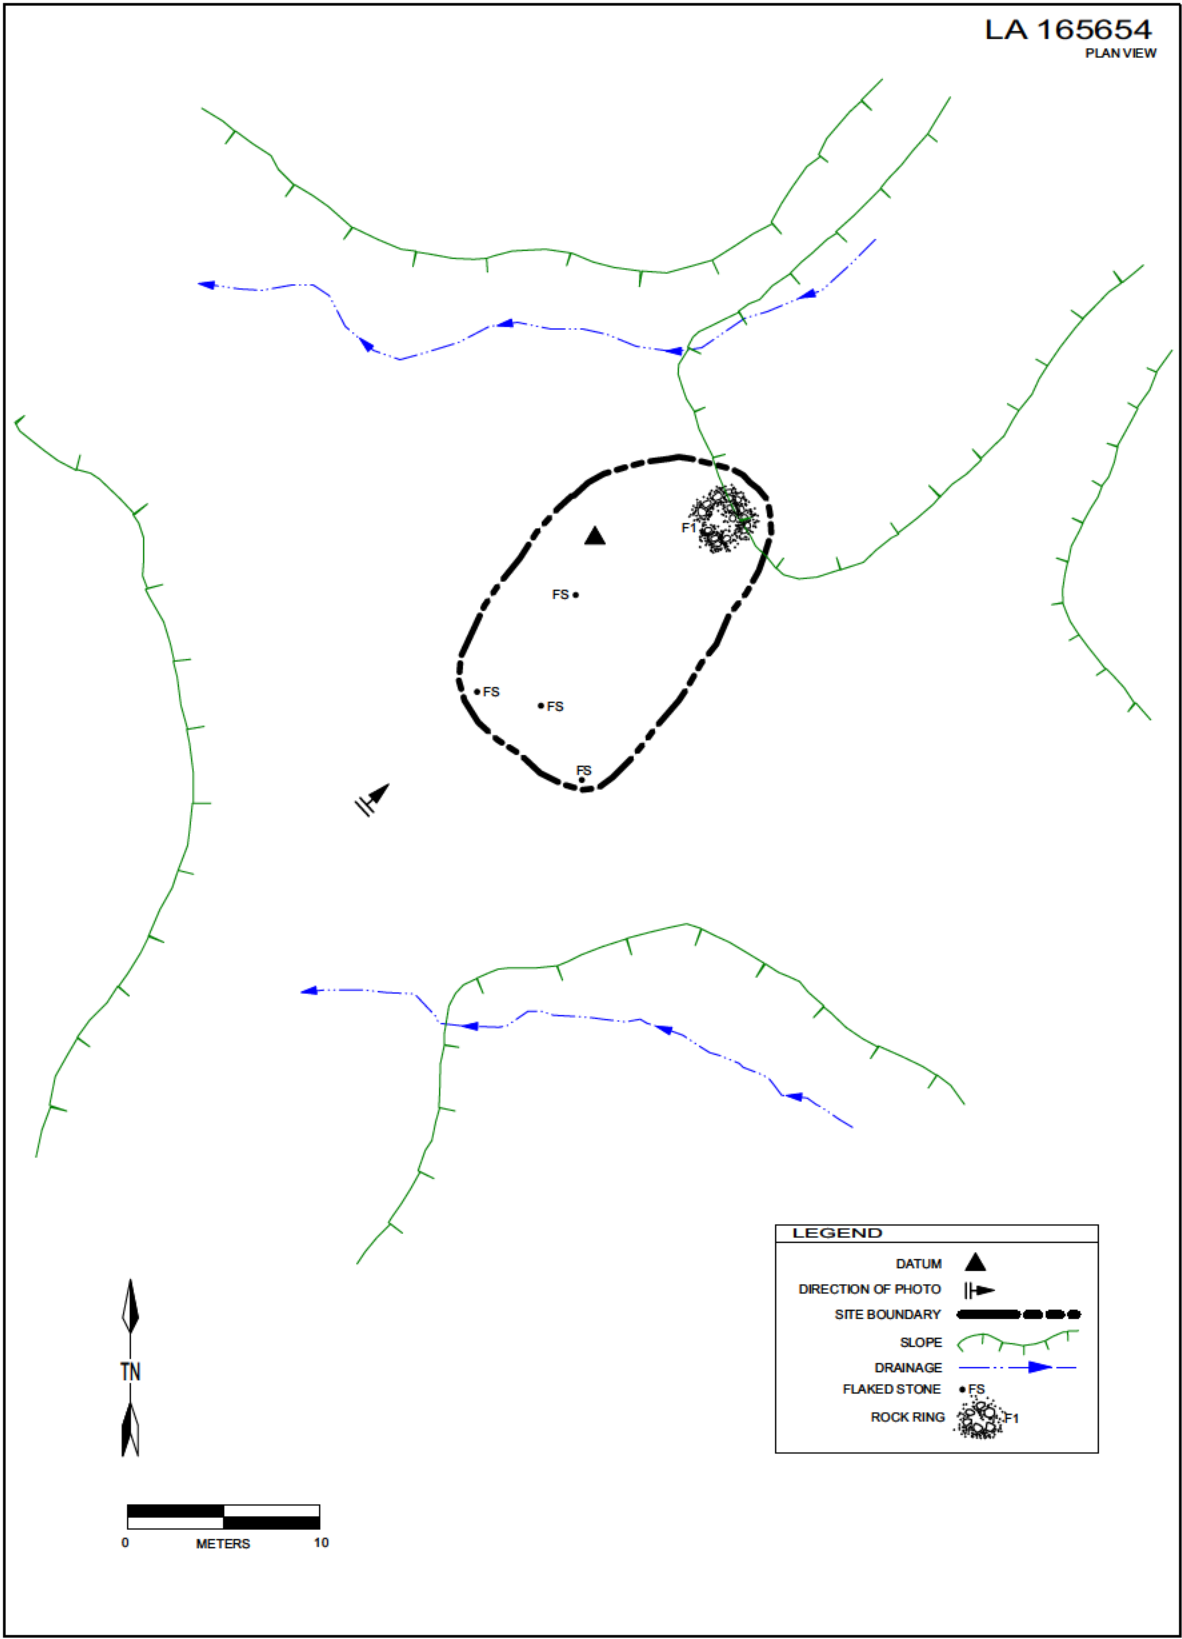 LA 165654
PLAN VIEW
F1
FS
FS
FS
FS
LEGEND
DATUM
DIRECTION OF PHOTO
SITE BOUNDARY
SLOPE
DRAINAGE
FLAKED STONE FS
ROCK RING F1
TN
0 METERS 10